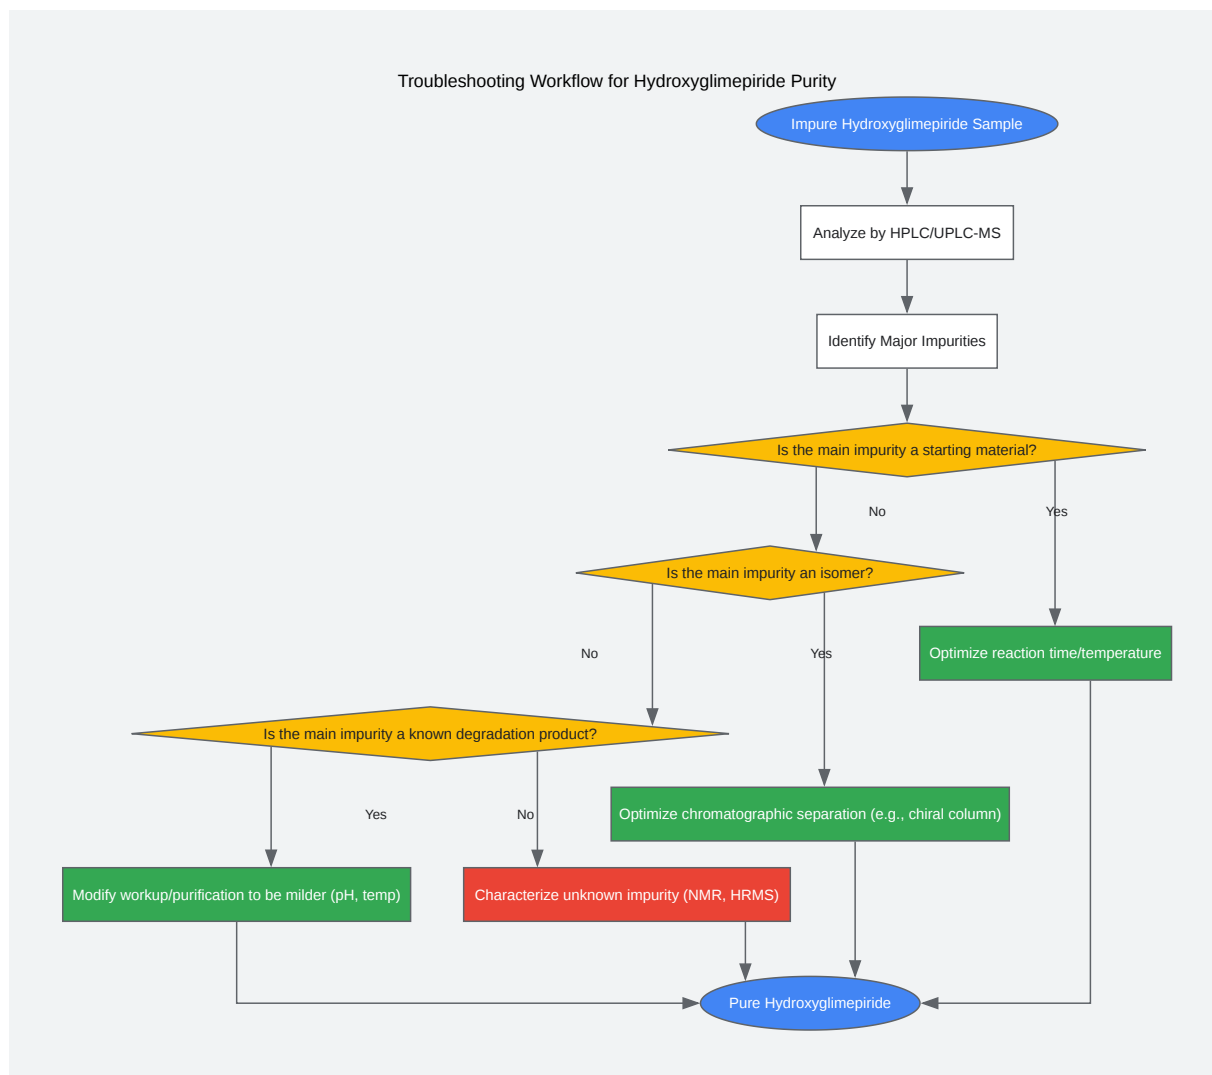 Troubleshooting Workflow for Hydroxyglimepiride Purity
Impure Hydroxyglimepiride Sample
Analyze by HPLC/UPLC-MS
Identify Major Impurities
Is the main impurity a starting material?
No
Yes
Is the main impurity an isomer?
No
Yes
Optimize reaction time/temperature
Is the main impurity a known degradation product?
Yes
No
Optimize chromatographic separation (e.g., chiral column)
Modify workup/purification to be milder (pH, temp)
Characterize unknown impurity (NMR, HRMS)
Pure Hydroxyglimepiride